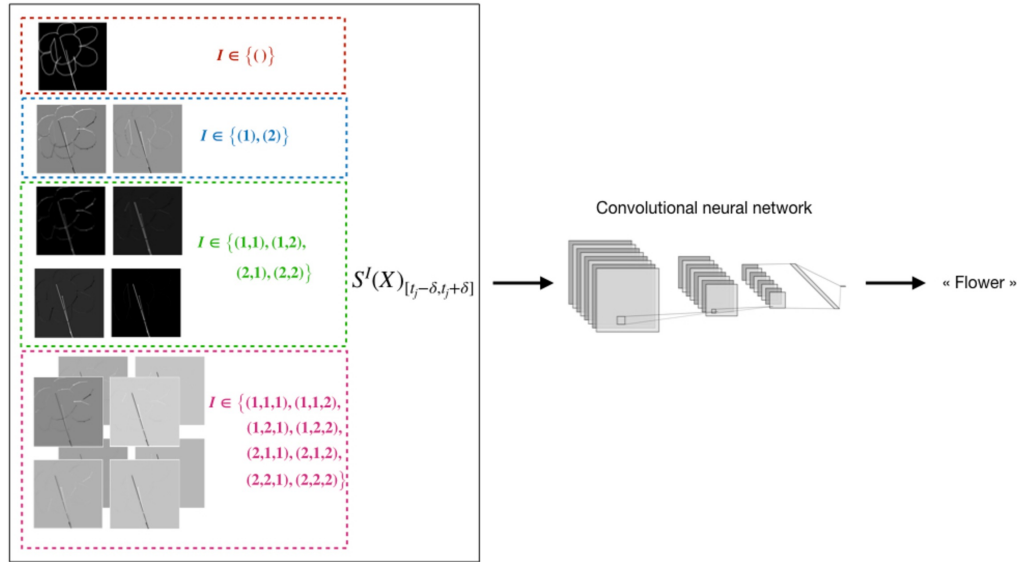 I ∈ {( )}
I ∈ {(1), (2)}
I ∈ {(1,1), (1,2),
(2,1), (2,2)}
I ∈ {(1,1,1), (1,1,2),
(1,2,1), (1,2,2),
(2,1,1), (2,1,2),
(2,2,1), (2,2,2)}
S^I(X)_{[t_j−δ,t_j+δ]}
Convolutional neural network
« Flower »